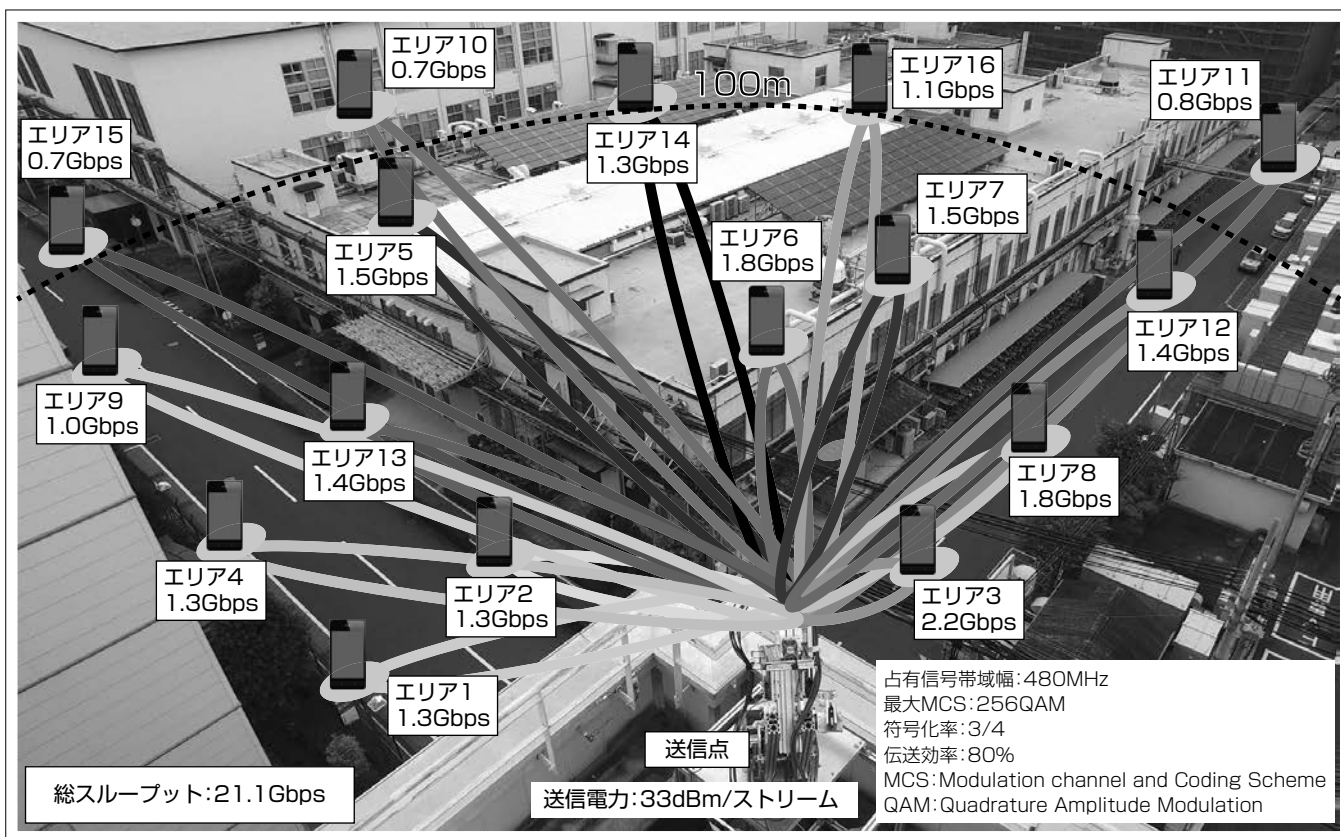 エリア10
0.7Gbps
エリア16
1.1Gbps
エリア11
0.8Gbps
100m
エリア15
0.7Gbps
エリア14
1.3Gbps
エリア7
1.5Gbps
エリア5
1.5Gbps
エリア6
1.8Gbps
エリア12
1.4Gbps
エリア9
1.0Gbps
エリア13
1.4Gbps
エリア8
1.8Gbps
エリア4
1.3Gbps
エリア2
1.3Gbps
エリア3
2.2Gbps
エリア1
1.3Gbps
占有信号帯域幅:480MHz
最大MCS:256QAM
符号化率:3/4
伝送効率:80%
MCS:Modulation channel and Coding Scheme
QAM:Quadrature Amplitude Modulation
送信点
送信電力:33dBm/ストリーム
総スループット:21.1Gbps